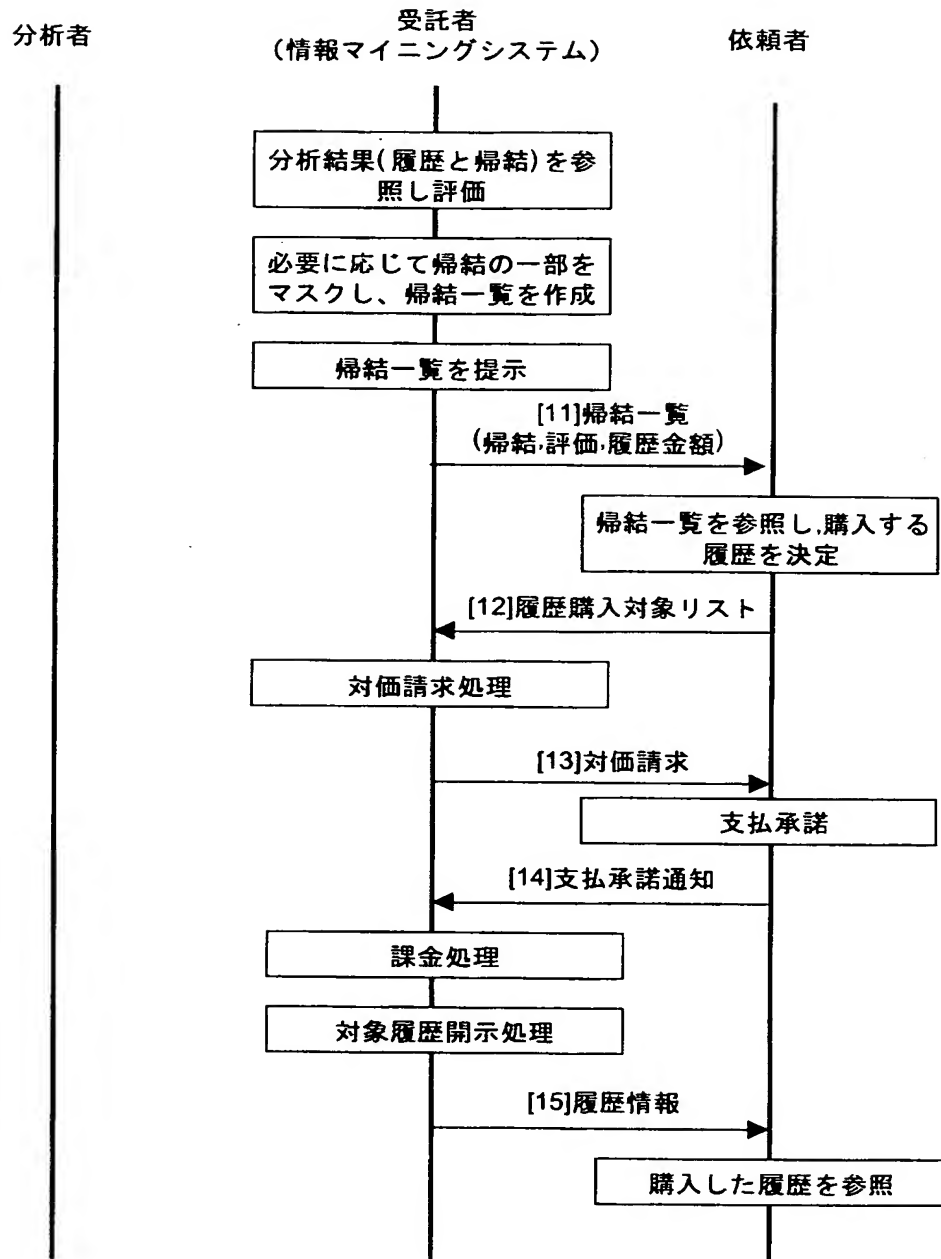 分析者
受託者
(情報マイニングシステム)
依頼者
分析結果(履歴と帰結)を参
照し評価
必要に応じて帰結の一部を
マスクし、帰結一覧を作成
帰結一覧を提示
[11]帰結一覧
(帰結,評価,履歴金額)
帰結一覧を参照し,購入する
履歴を決定
[12]履歴購入対象リスト
対価請求処理
[13]対価請求
支払承諾
[14]支払承諾通知
課金処理
対象履歴開示処理
[15]履歴情報
購入した履歴を参照